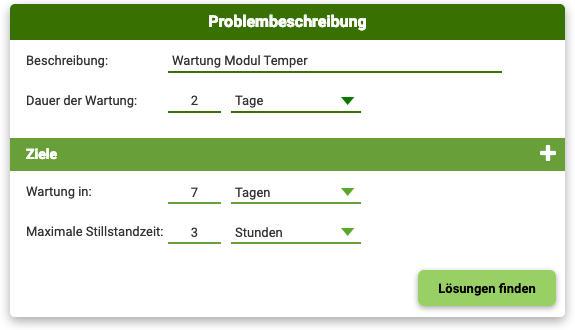 Problembeschreibung
Beschreibung: Wartung Modul Temper
Dauer der Wartung: 2 Tage
Ziele
Wartung in: 7 Tagen
Maximale Stillstandzeit: 3 Stunden
Lösungen finden